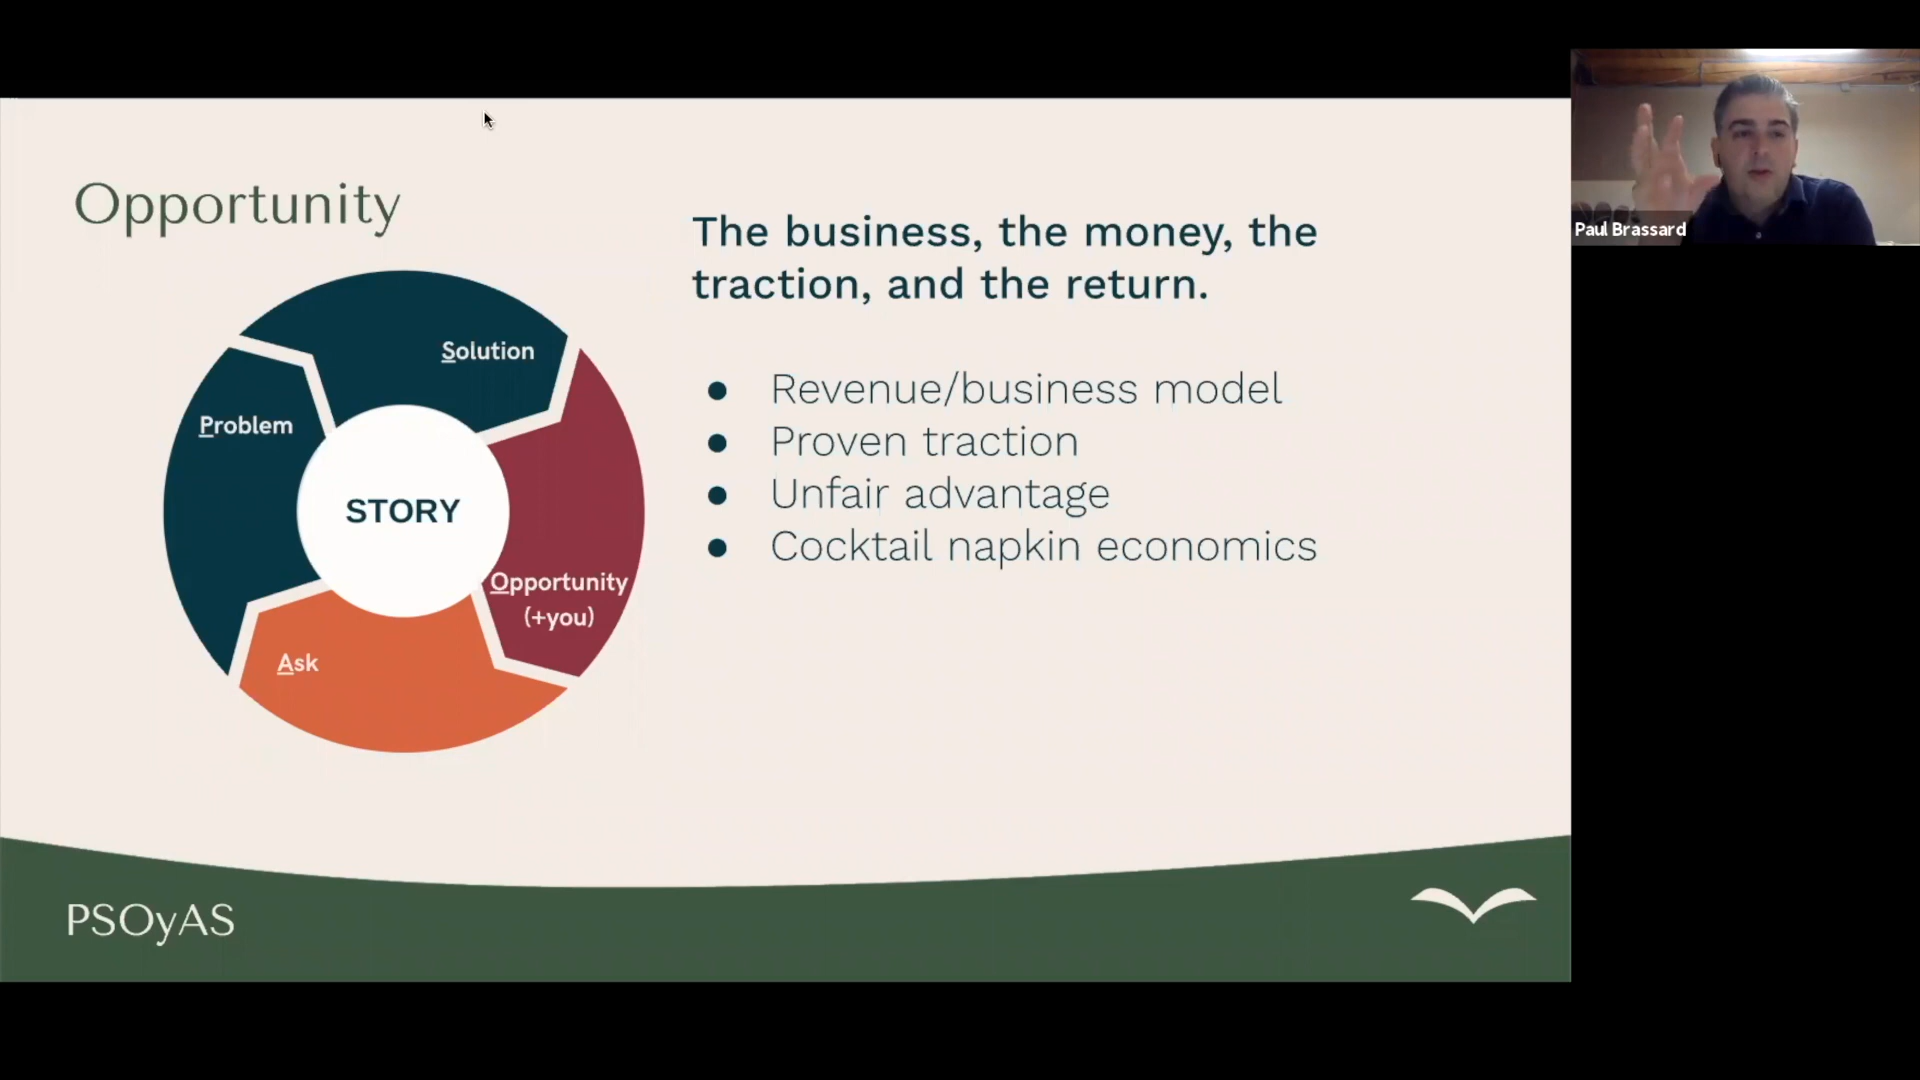 Opportunity
The business, the money, the
traction, and the return.
Revenue/business model
Proven traction
Unfair advantage
Cocktail napkin economics
Solution
Problem
STORY
Opportunity
(+you)
Ask
PSOyAS
Paul Brassard